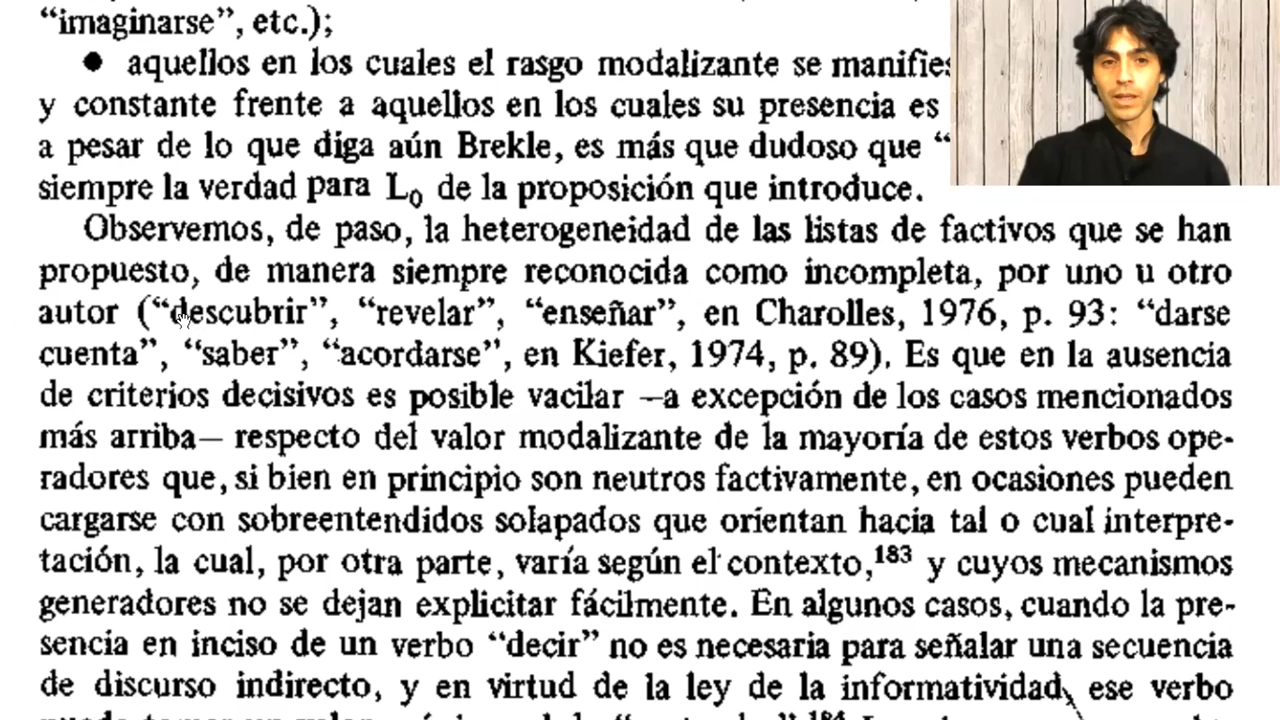 “imaginarse”, etc.);
● aquellos en los cuales el rasgo modalizante se
y constante frente a aquellos en los cuales su presencia es
a pesar de lo que diga aún Brekle, es más que dudoso que “
siempre la verdad para L₀ de la proposición que introduce.
Observemos, de paso, la heterogeneidad de las listas de factivos que se han
propuesto, de manera siempre reconocida como incompleta, por uno u otro
autor (“descubrir”, “revelar”, “enseñar”, en Charolles, 1976, p. 93: “darse
cuenta”, “saber”, “acordarse”, en Kiefer, 1974, p. 89). Es que en la ausencia
de criterios decisivos es posible vacilar —a excepción de los casos mencionados
más arriba— respecto del valor modalizante de la mayoría de estos verbos ope-
radores que, si bien en principio son neutros factivamente, en ocasiones pueden
cargarse con sobreentendidos solapados que orientan hacia tal o cual interpre-
tación, la cual, por otra parte, varía según el contexto,¹⁸³ y cuyos mecanismos
generadores no se dejan explicitar fácilmente. En algunos casos, cuando la pre-
sencia en inciso de un verbo “decir” no es necesaria para señalar una secuencia
de discurso indirecto, y en virtud de la ley de la informatividad, ese verbo